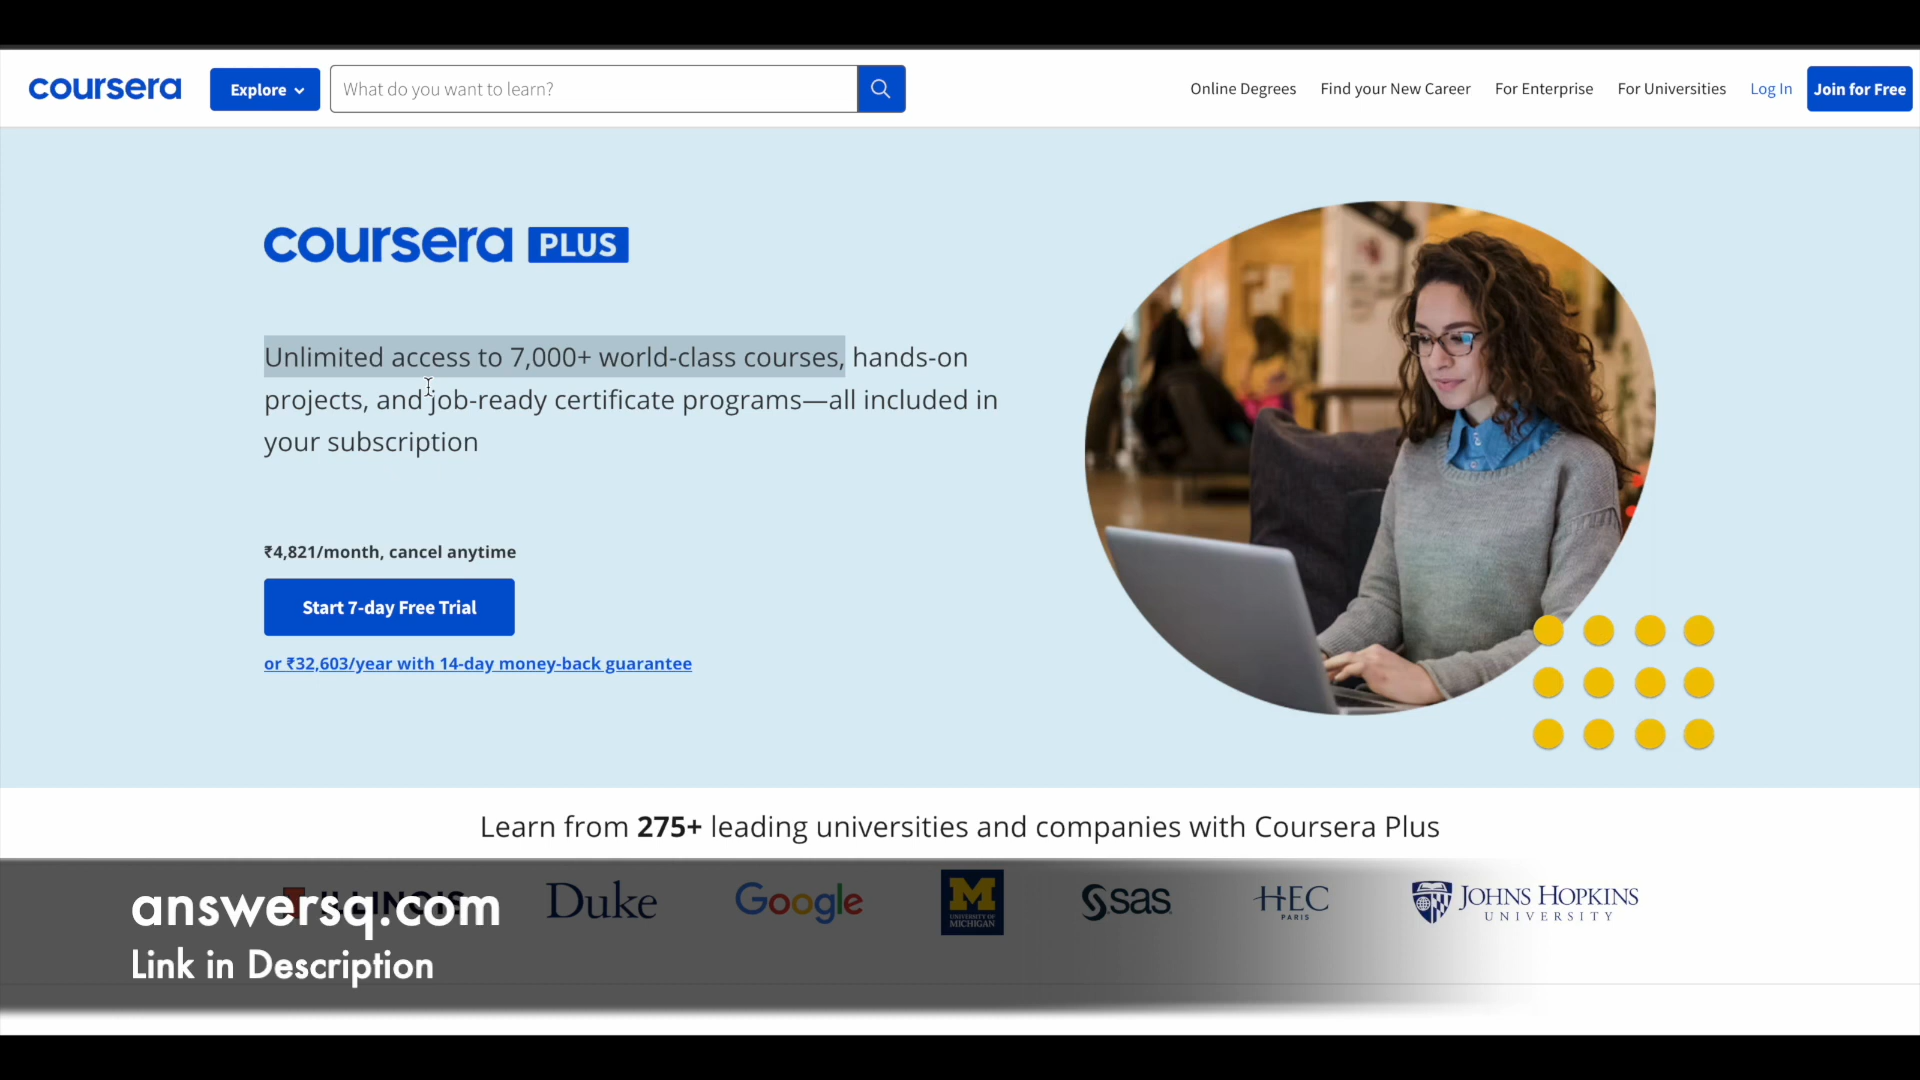 coursera
Explore
What do you want to learn?
Online Degrees
Find your New Career
For Enterprise
For Universities
Log In
Join for Free
coursera PLUS
Unlimited access to 7,000+ world-class courses, hands-on
projects, and job-ready certificate programs—all included in
your subscription
₹4,821/month, cancel anytime
Start 7-day Free Trial
or ₹32,603/year with 14-day money-back guarantee
Learn from 275+ leading universities and companies with Coursera Plus
ILLINOIS
Duke
Google
M
UNIVERSITY OF
MICHIGAN
sas
HEC
PARIS
JOHNS HOPKINS
UNIVERSITY
answersq.com
Link in Description